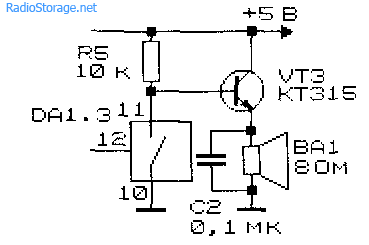 RadioStorage.net
+5 В
R5
10 к
VT3
КТ315
11
DA1.3
12
BA1
8 Ом
10
C2
0,1 мк